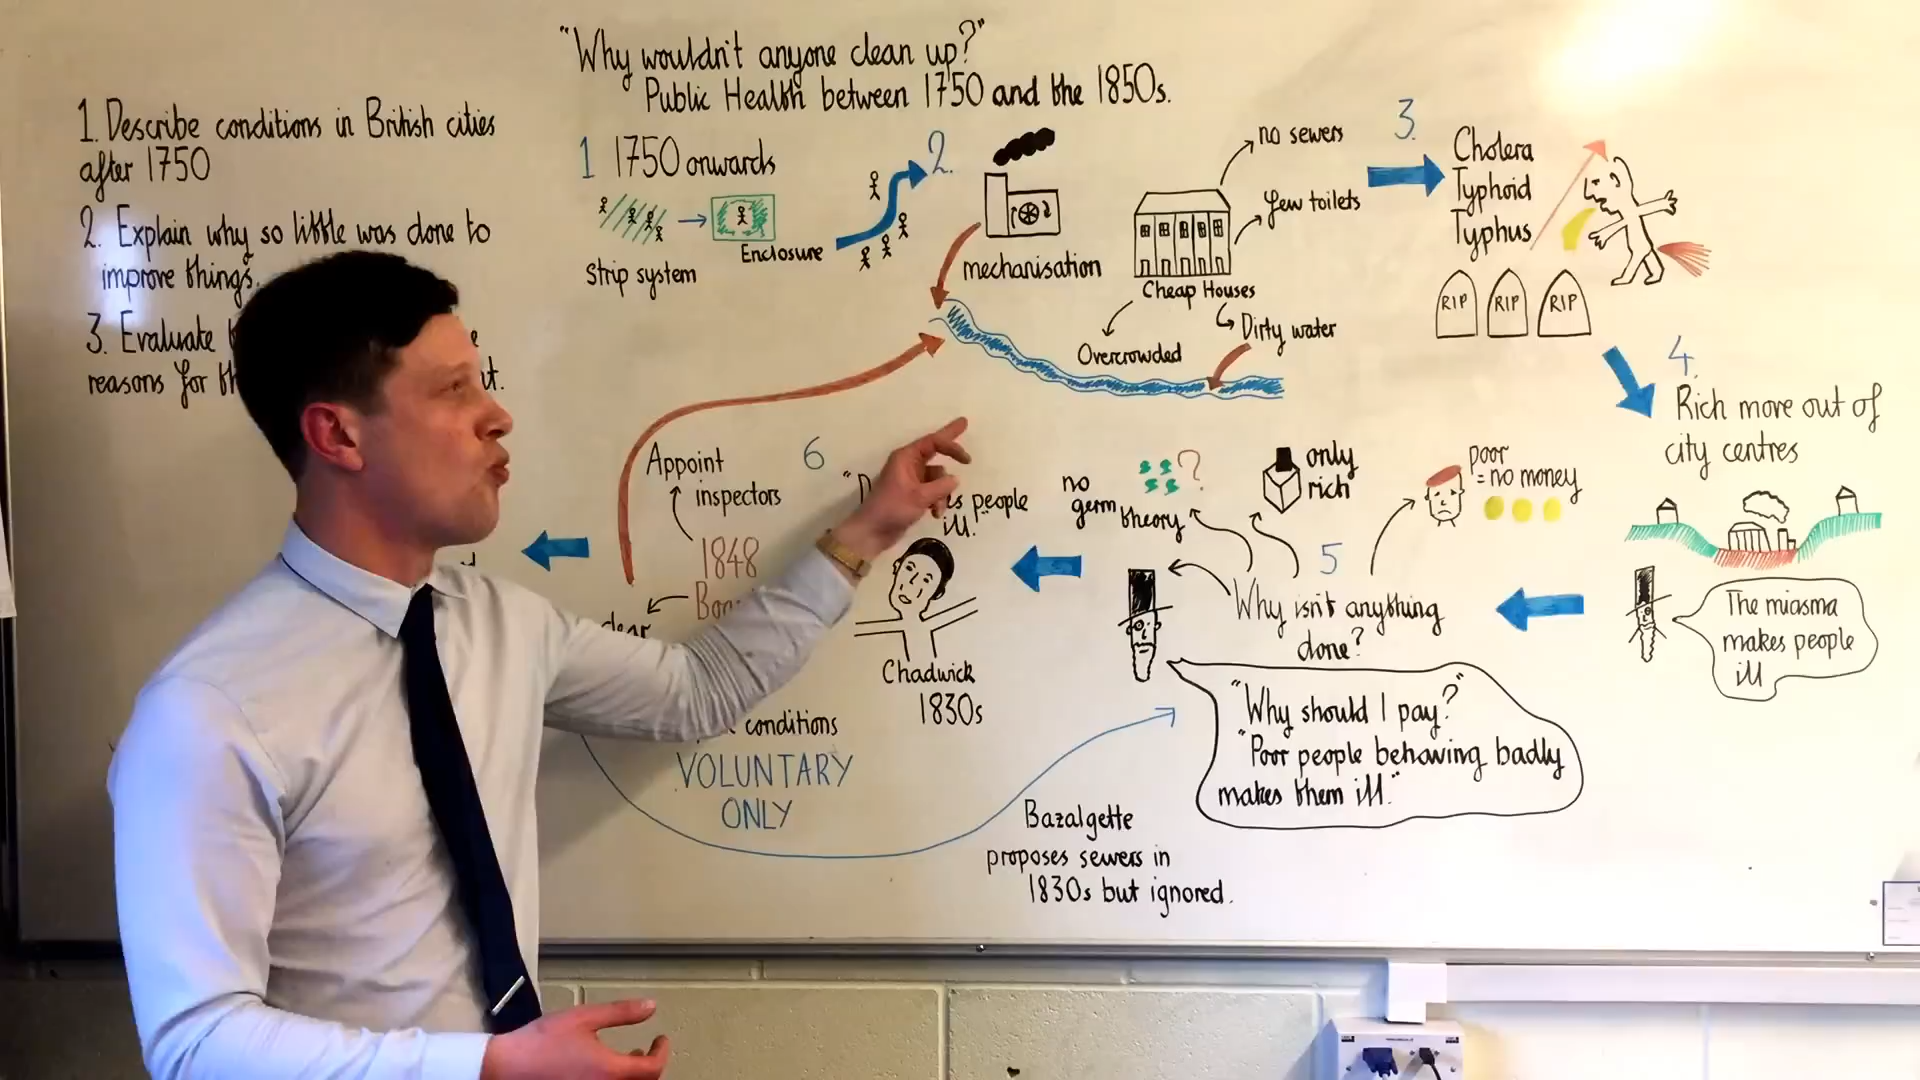 "Why wouldn't anyone clean up?"
Public Health between 1750 and the 1850s.
1. Describe conditions in British cities
after 1750
2. Explain why so little was done to
improve things.
3. Evaluate
reasons for
1 1750 onwards
Strip system
Enclosure
2.
mechanisation
no sewers
few toilets
Cheap Houses
Overcrowded
Dirty water
3.
Cholera
Typhoid
Typhus
RIP
RIP
RIP
4.
Rich move out of
city centres
The miasma
makes people
ill
5
Why isn't anything
done?
poor
= no money
only
rich
no
germ theory
?
"Why should I pay?"
"Poor people behaving badly
makes them ill."
6
people
ill!"
Chadwick
1830s
Appoint
inspectors
1848
conditions
VOLUNTARY
ONLY
Bazalgette
proposes sewers in
1830s but ignored.